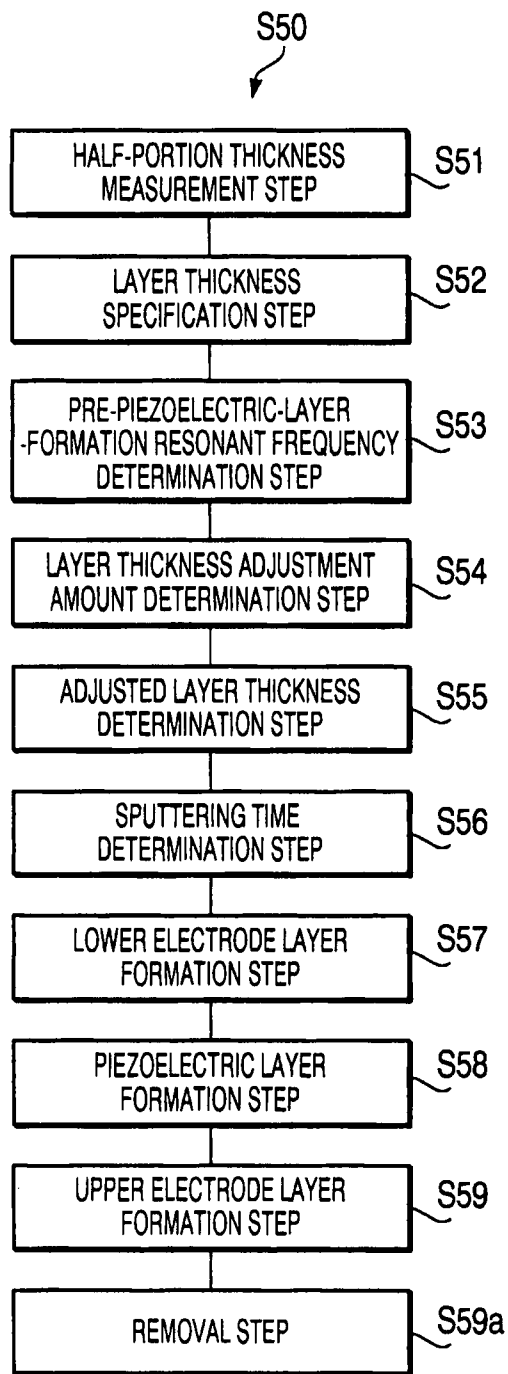 S50
HALF-PORTION THICKNESS
MEASUREMENT STEP
S51
LAYER THICKNESS
SPECIFICATION STEP
S52
PRE-PIEZOELECTRIC-LAYER
-FORMATION RESONANT FREQUENCY
DETERMINATION STEP
S53
LAYER THICKNESS ADJUSTMENT
AMOUNT DETERMINATION STEP
S54
ADJUSTED LAYER THICKNESS
DETERMINATION STEP
S55
SPUTTERING TIME
DETERMINATION STEP
S56
LOWER ELECTRODE LAYER
FORMATION STEP
S57
PIEZOELECTRIC LAYER
FORMATION STEP
S58
UPPER ELECTRODE LAYER
FORMATION STEP
S59
REMOVAL STEP
S59a